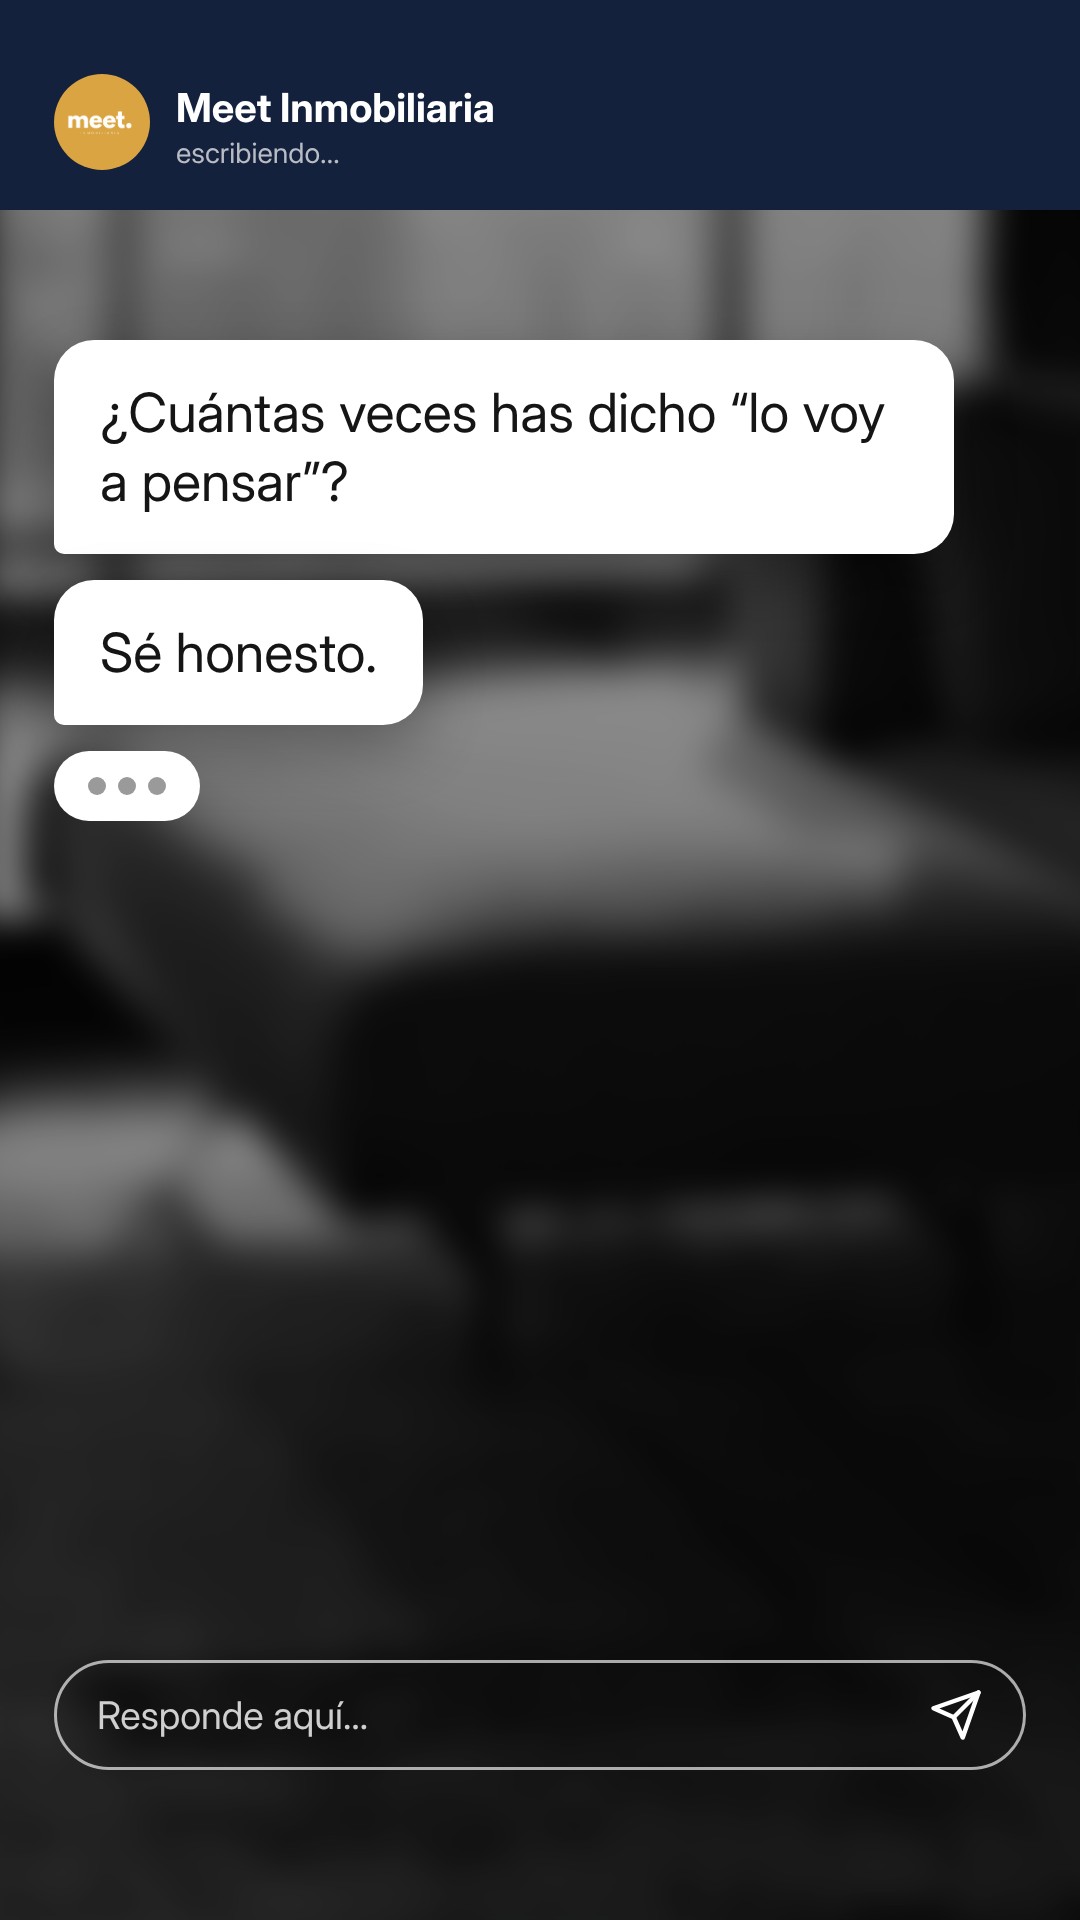 meet.
Meet Inmobiliaria
escribiendo...
¿Cuántas veces has dicho “lo voy
a pensar”?
Sé honesto.
Responde aquí...